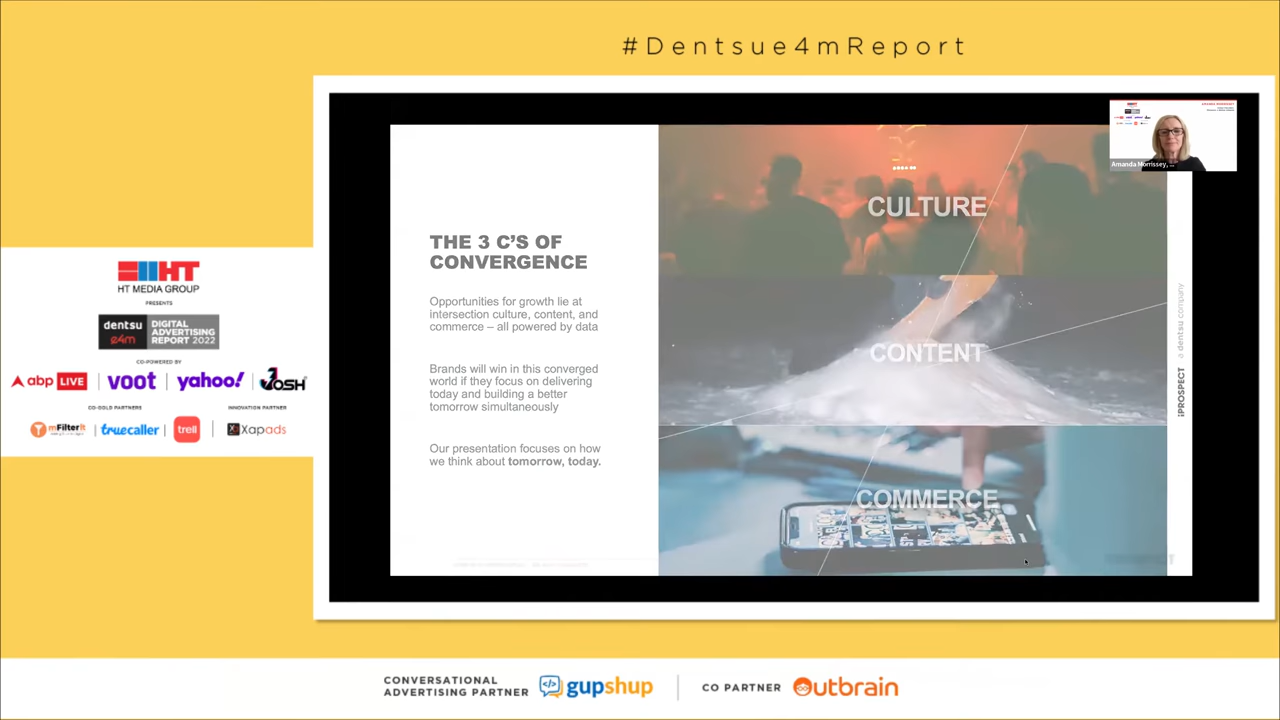 #Dentsue4mReport
HT
HT MEDIA GROUP
PRESENTS
dentsu
e4m
DIGITAL
ADVERTISING
REPORT 2022
CO-POWERED BY
abp LIVE
VOOT
yahoo!
JOSH
CO-GOLD PARTNERS
INNOVATION PARTNER
mFilterIt
truecaller
trell
Xapads
THE 3 C'S OF
CONVERGENCE
Opportunities for growth lie at
intersection culture, content, and
commerce – all powered by data
Brands will win in this converged
world if they focus on delivering
today and building a better
tomorrow simultaneously
Our presentation focuses on how
we think about tomorrow, today.
CULTURE
CONTENT
COMMERCE
Amanda Morrissey, ...
iPROSPECT a dentsu company
CONVERSATIONAL
ADVERTISING PARTNER
gupshup
CO PARTNER
Outbrain